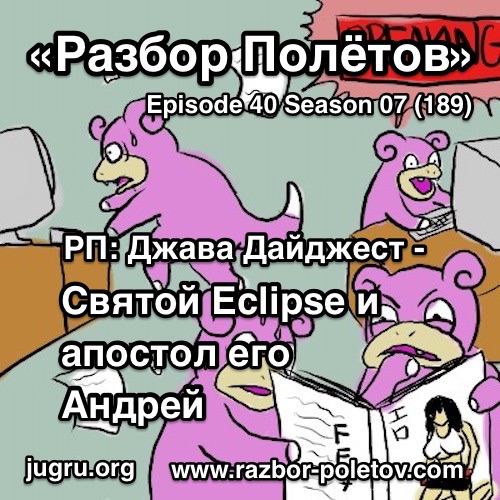 «Разбор Полётов»
Episode 40 Season 07 (189)
РП: Джава Дайджест -
Святой Eclipse и
апостол его
Андрей
jugru.org www.razbor-poletov.com